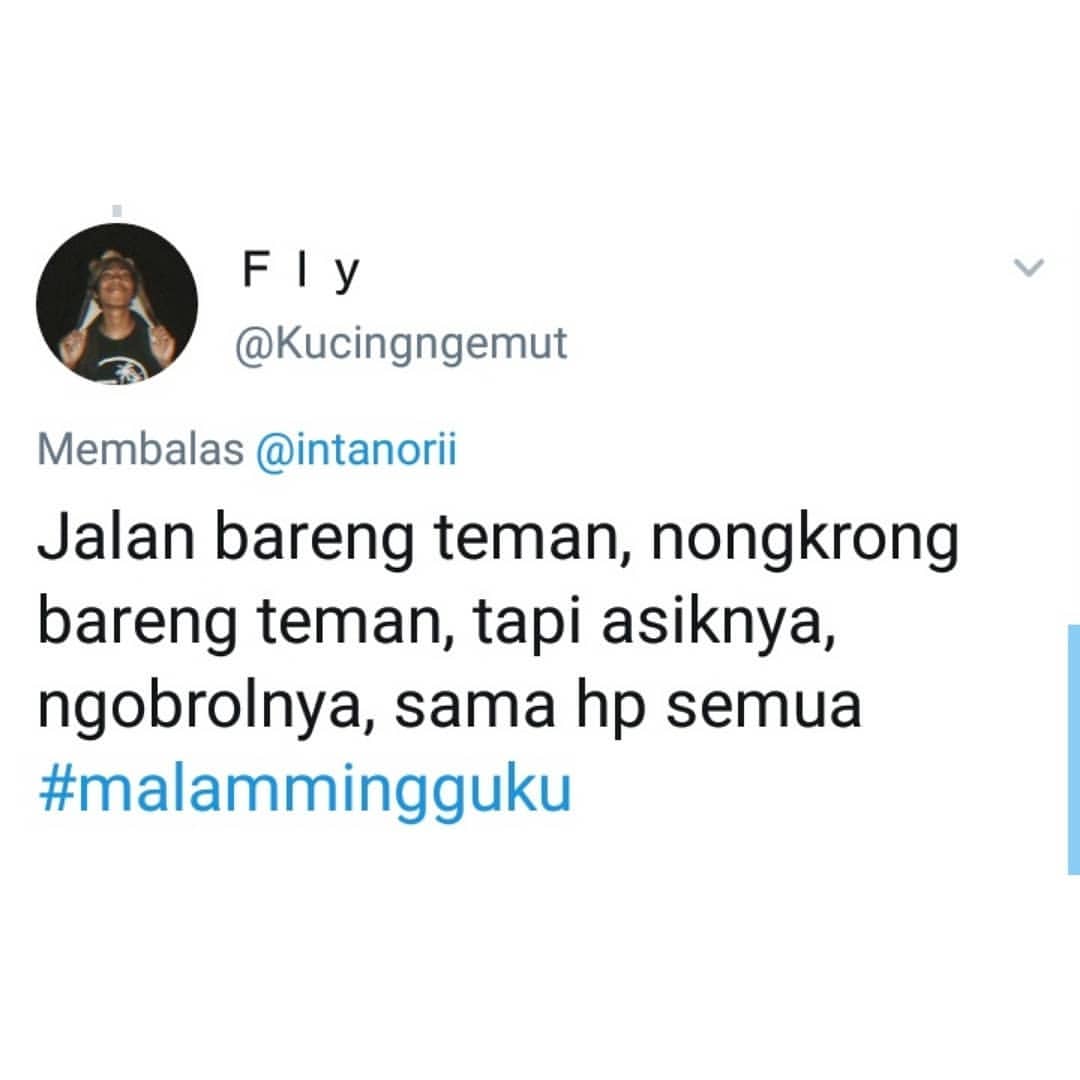 F l y
@Kucingngemut
Membalas @intanorii
Jalan bareng teman, nongkrong
bareng teman, tapi asiknya,
ngobrolnya, sama hp semua
#malammingguku